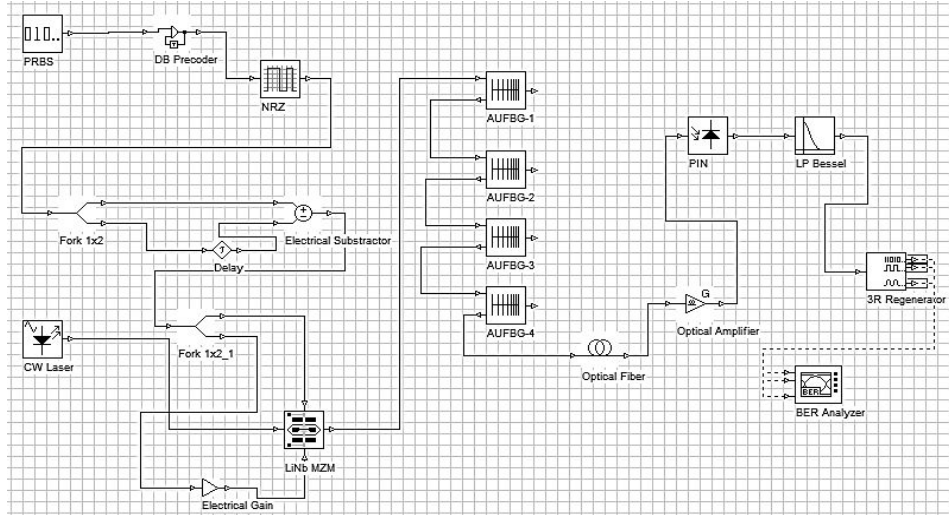 010..
PRBS
T
DB Precoder
NRZ
AUFBG-1
AUFBG-2
AUFBG-3
AUFBG-4
PIN
LP Bessel
Fork 1x2
Electrical Substractor
Delay
3R Regenerator
G
Optical Amplifier
CW Laser
Fork 1x2_1
Optical Fiber
BER
BER Analyzer
LiNb MZM
Electrical Gain